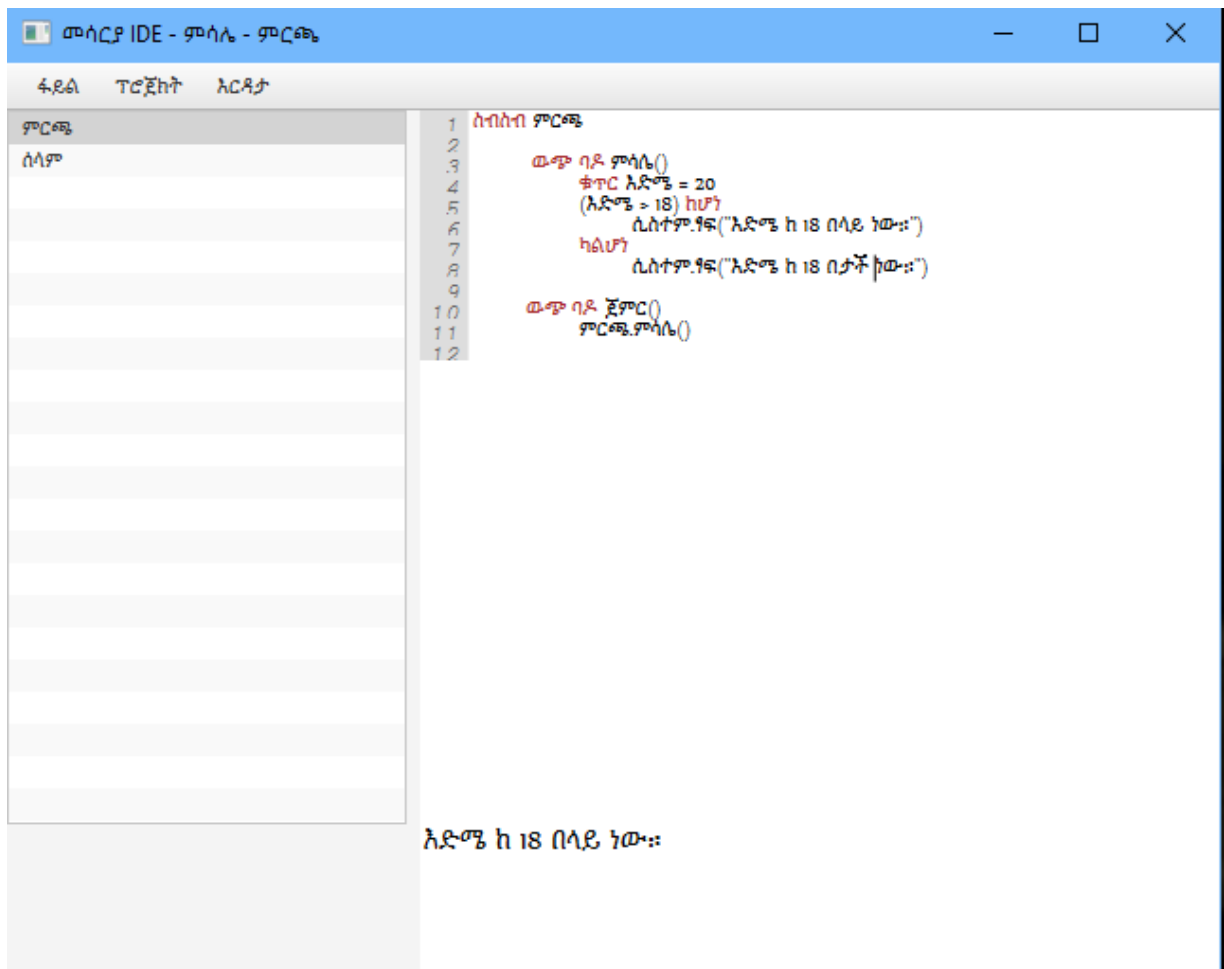 መሳርያ IDE - ምሳሌ - ምርጫ
ፋይል ፕሮጀክት እርዳታ
ምርጫ
ሰላም
1 ስብስብ ምርጫ
2
3 ውጭ ባዶ ምሳሌ()
4 ቁጥር እድሜ = 20
5 (እድሜ > 18) ከሆነ
6 ሲስተም.ፃፍ("እድሜ ከ 18 በላይ ነው።")
7 ካልሆነ
8 ሲስተም.ፃፍ("እድሜ ከ 18 በታች ነው።")
9
10 ውጭ ባዶ ጀምር()
11 ምርጫ.ምሳሌ()
12
እድሜ ከ 18 በላይ ነው።